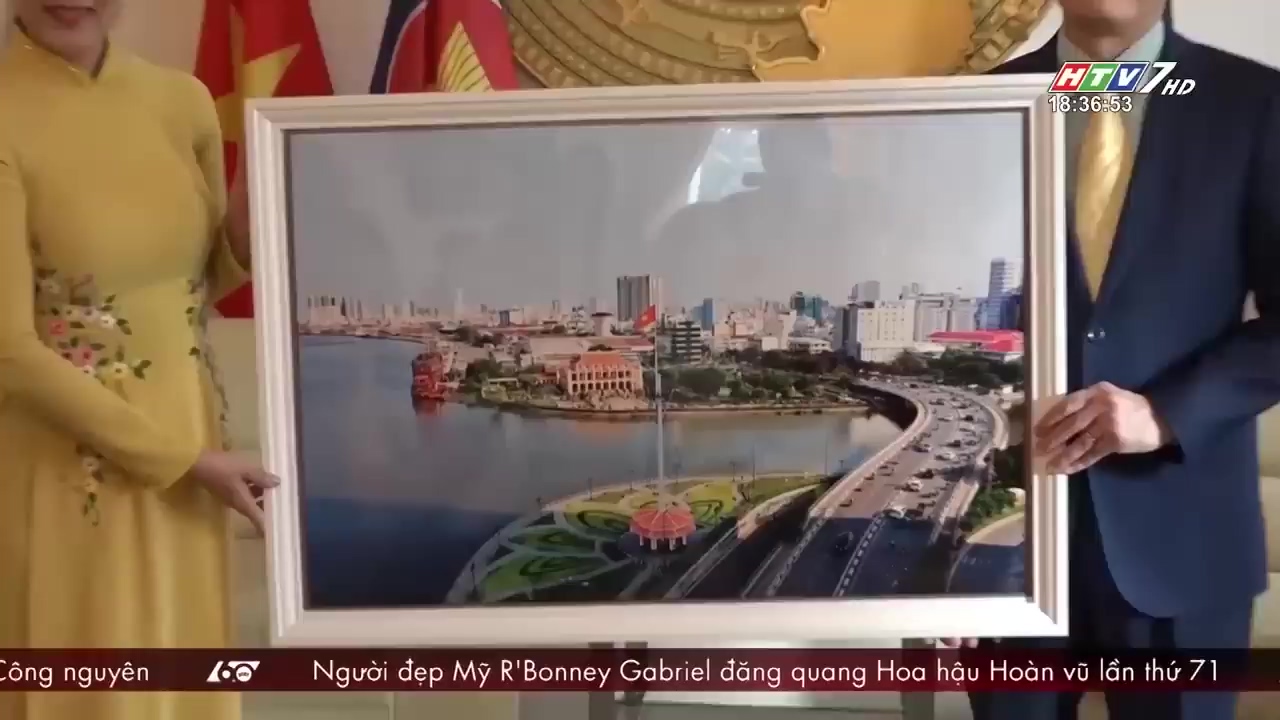 HTV7 HD
18:36:53
Công nguyên 60 Người đẹp Mỹ R'Bonney Gabriel đăng quang Hoa hậu Hoàn vũ lần thứ 71